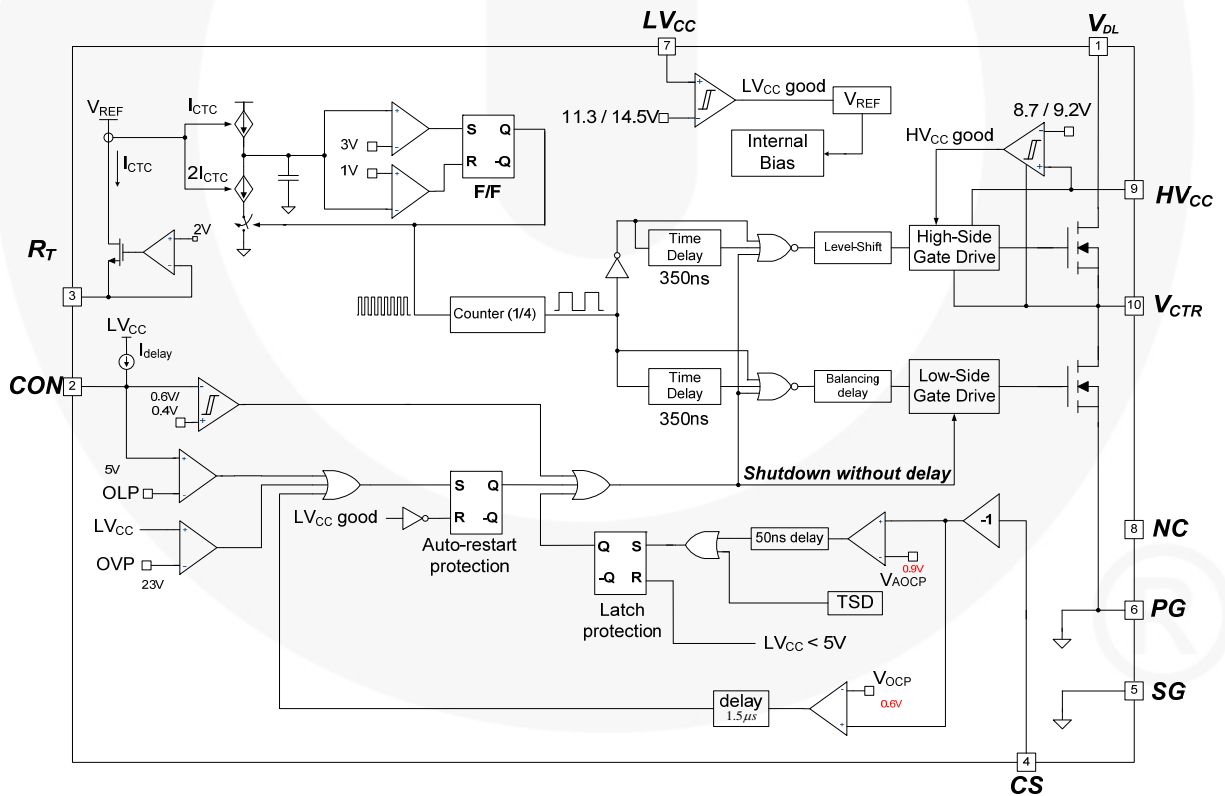 LVCC
VDL
7
1
VREF
ICTC
ICTC
2ICTC
+
-
3V
1V
+
-
S
Q
R
-Q
F/F
+
-
LVCC good
VREF
11.3 / 14.5V
Internal
Bias
8.7 / 9.2V
HVCC good
-
+
9
HVCC
2V
+
-
RT
3
Time
Delay
350ns
Level-Shift
High-Side
Gate Drive
10
VCTR
Counter (1/4)
LVCC
Idelay
CON
2
0.6V/
0.4V
-
+
Time
Delay
350ns
Balancing
delay
Low-Side
Gate Drive
5V
OLP
+
-
Shutdown without delay
S
Q
R
-Q
LVCC good
Auto-restart
protection
LVCC
OVP
23V
+
-
Q
S
-Q
R
Latch
protection
50ns delay
+
-
-1
0.9V
VAOCP
TSD
LVCC < 5V
8
NC
6
PG
5
SG
VOCP
0.6V
-
+
delay
1.5μs
4
CS
R